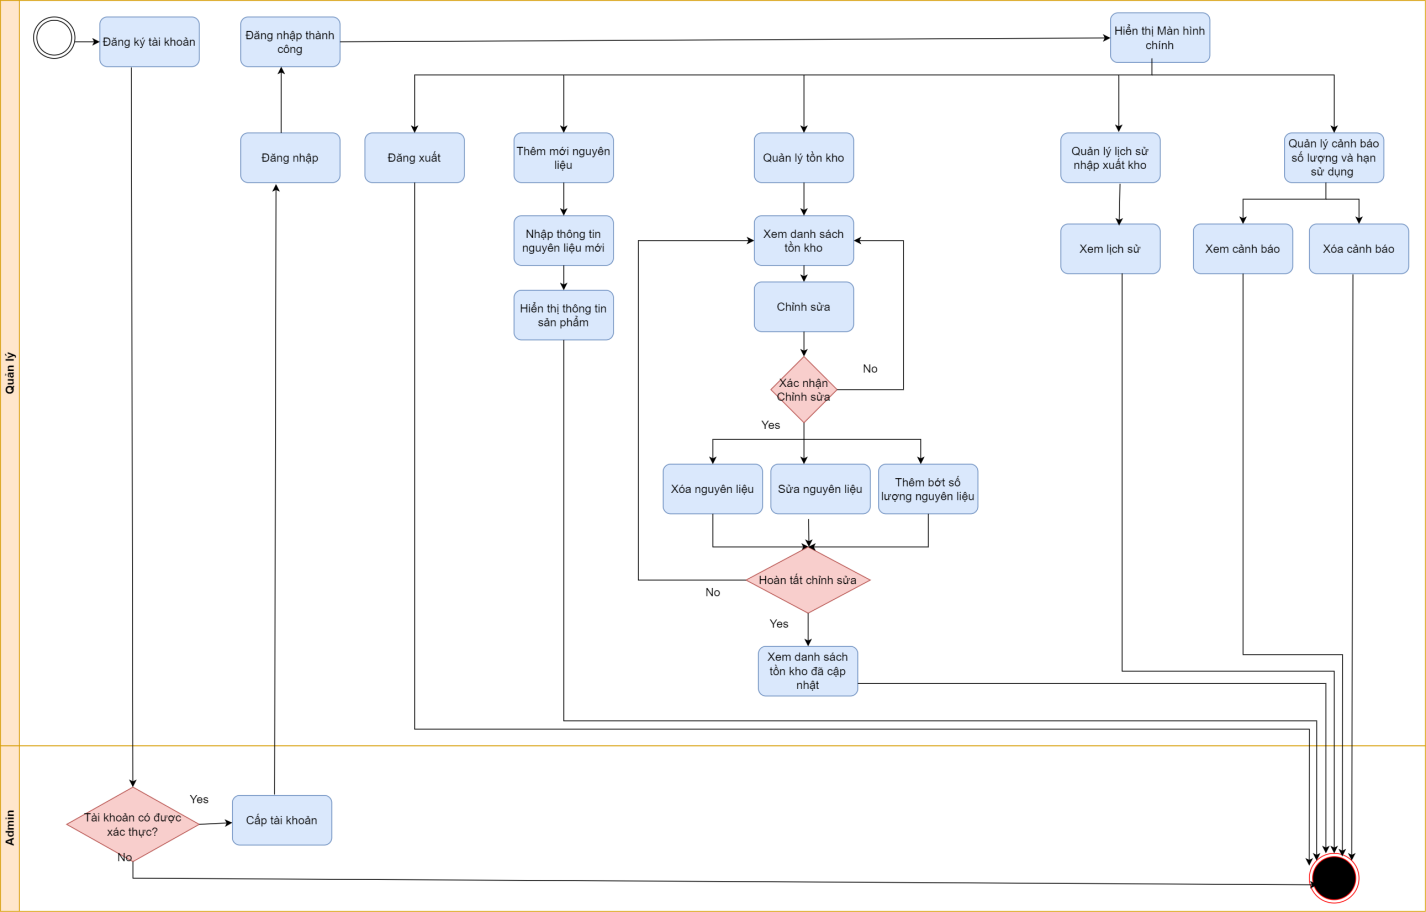 Quản lý
Đăng ký tài khoản
Đăng nhập thành
công
Hiển thị Màn hình
chính
Đăng nhập
Đăng xuất
Thêm mới nguyên
liệu
Quản lý tồn kho
Quản lý lịch sử
nhập xuất kho
Quản lý cảnh báo
số lượng và hạn
sử dụng
Nhập thông tin
nguyên liệu mới
Xem danh sách
tồn kho
Xem lịch sử
Xem cảnh báo
Xóa cảnh báo
Hiển thị thông tin
sản phẩm
Chỉnh sửa
Xác nhận
Chỉnh sửa
No
Yes
Xóa nguyên liệu
Sửa nguyên liệu
Thêm bớt số
lượng nguyên liệu
Hoàn tất chỉnh sửa
No
Yes
Xem danh sách
tồn kho đã cập
nhật
Admin
Tài khoản có được
xác thực?
Yes
Cấp tài khoản
No